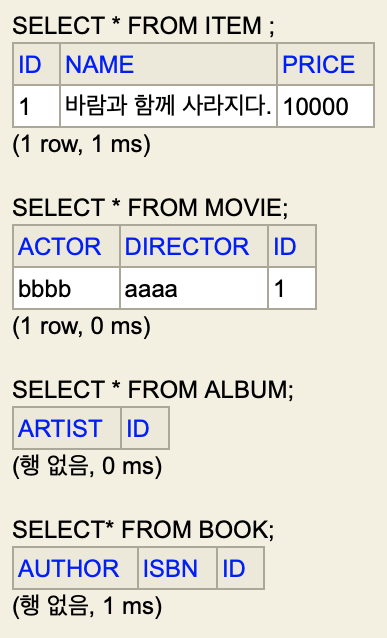 SELECT * FROM ITEM ;
ID NAME PRICE
1 바람과 함께 사라지다. 10000
(1 row, 1 ms)
SELECT * FROM MOVIE;
ACTOR DIRECTOR ID
bbbb aaaa 1
(1 row, 0 ms)
SELECT * FROM ALBUM;
ARTIST ID
(행 없음, 0 ms)
SELECT* FROM BOOK;
AUTHOR ISBN ID
(행 없음, 1 ms)